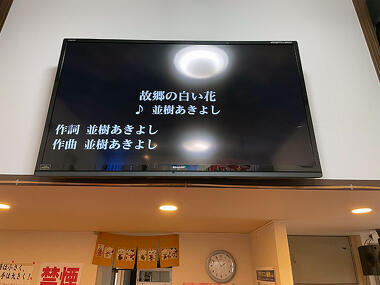 故郷の白い花
♪ 並樹あきよし
作詞 並樹あきよし
作曲 並樹あきよし
SHARP
禁煙